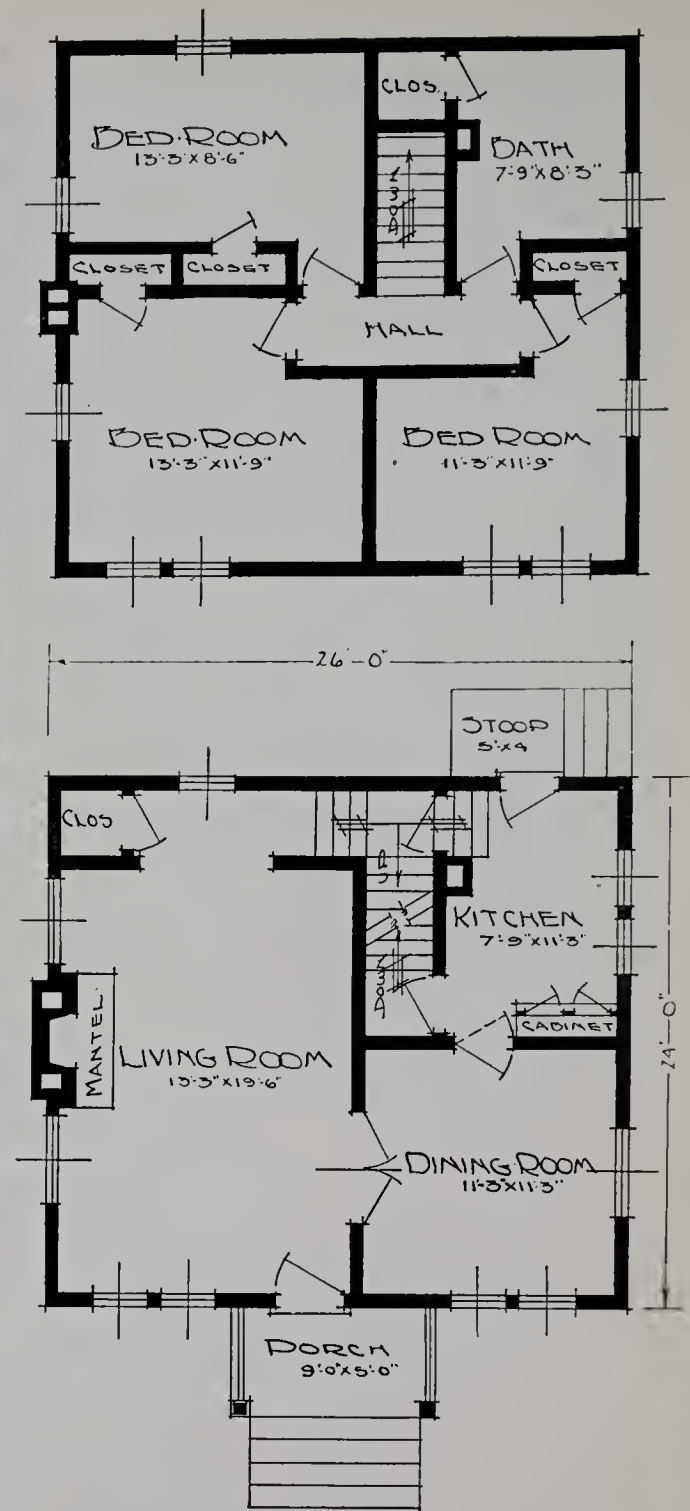 CLOS.
BED·ROOM
13'-3"X8'-6"
BATH
7'-9"X8'-3"
CLOSET
CLOSET
CLOSET
HALL
BED·ROOM
13'-3"X11'-9"
BED ROOM
11'-3"X11'-9"
26'-0"
STOOP
5'X4
CLOS
UP
KITCHEN
7'-9"X11'-3"
DOWN
CABINET
MANTEL.
LIVING ROOM
13'-3"X19'-6"
24'-0"
DINING·ROOM
11'-3"X11'-3"
PORCH
9'-0"X5'-0"